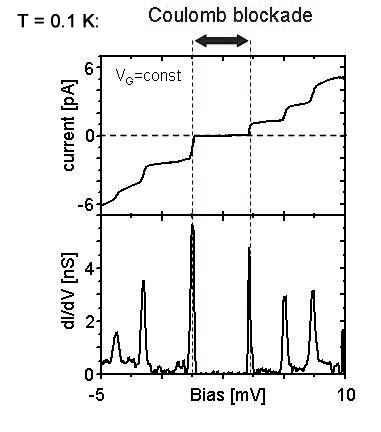 T = 0.1 K:
Coulomb blockade
V_G=const
current [pA]
6
0
-6
dI/dV [nS]
4
2
0
-5
Bias [mV]
10